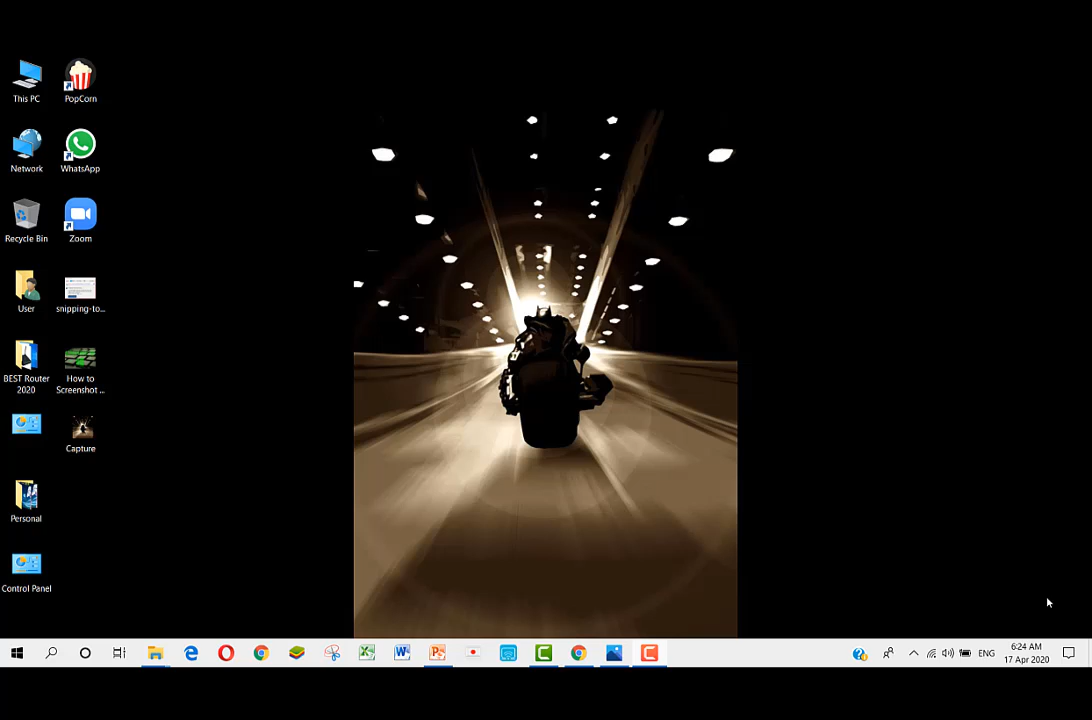 This PC
PopCorn
Network
WhatsApp
Recycle Bin
Zoom
User
snipping-to...
BEST Router
2020
How to
Screenshot ...
Capture
Personal
Control Panel
ENG
6:24 AM
17 Apr 2020